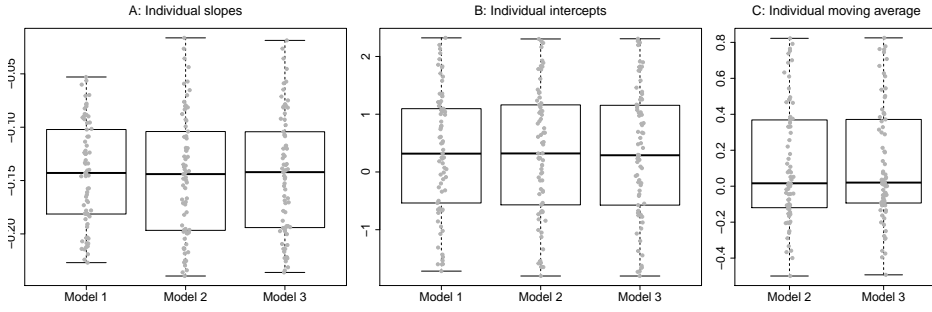 A: Individual slopes
−0.05
−0.10
−0.15
−0.20
Model 1
Model 2
Model 3
B: Individual intercepts
2
1
0
−1
Model 1
Model 2
Model 3
C: Individual moving average
0.8
0.6
0.4
0.2
0.0
−0.2
−0.4
Model 2
Model 3